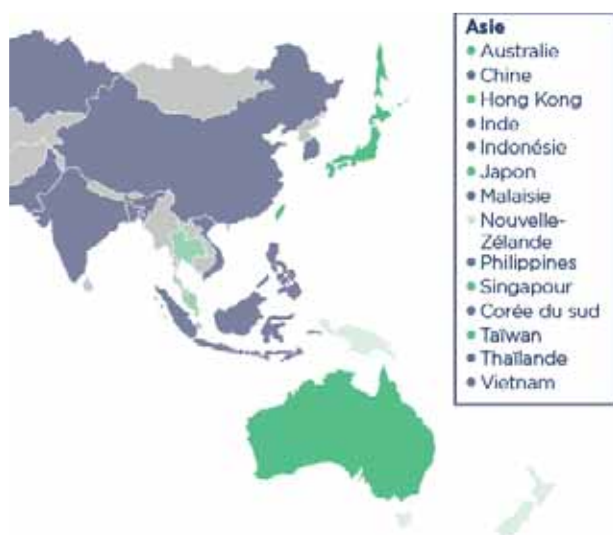 Asie
Australie
Chine
Hong Kong
Inde
Indonésie
Japon
Malaisie
Nouvelle-
Zélande
Philippines
Singapour
Corée du sud
Taïwan
Thaïlande
Vietnam